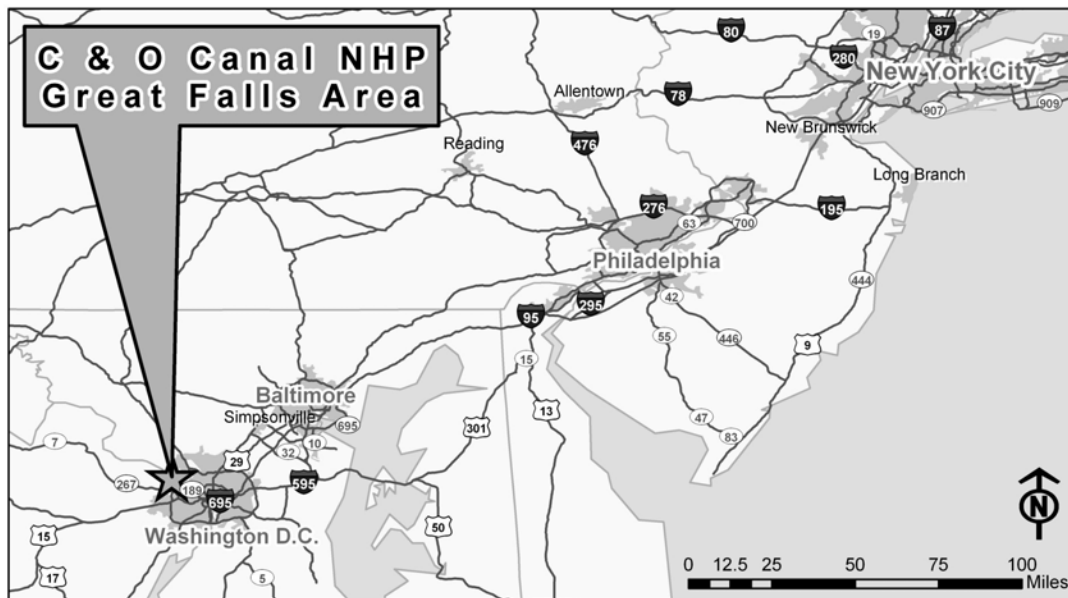 C & O Canal NHP
Great Falls Area
80
19
87
280
New York City
Allentown
78
907
909
New Brunswick
476
Reading
Long Branch
276
63
700
195
Philadelphia
42
295
444
95
55
446
9
15
Baltimore
13
Simpsonville
695
301
47
83
7
29
32
10
267
189
695
595
N
Washington D.C.
15
50
17
5
0 12.5 25 50 75 100
Miles